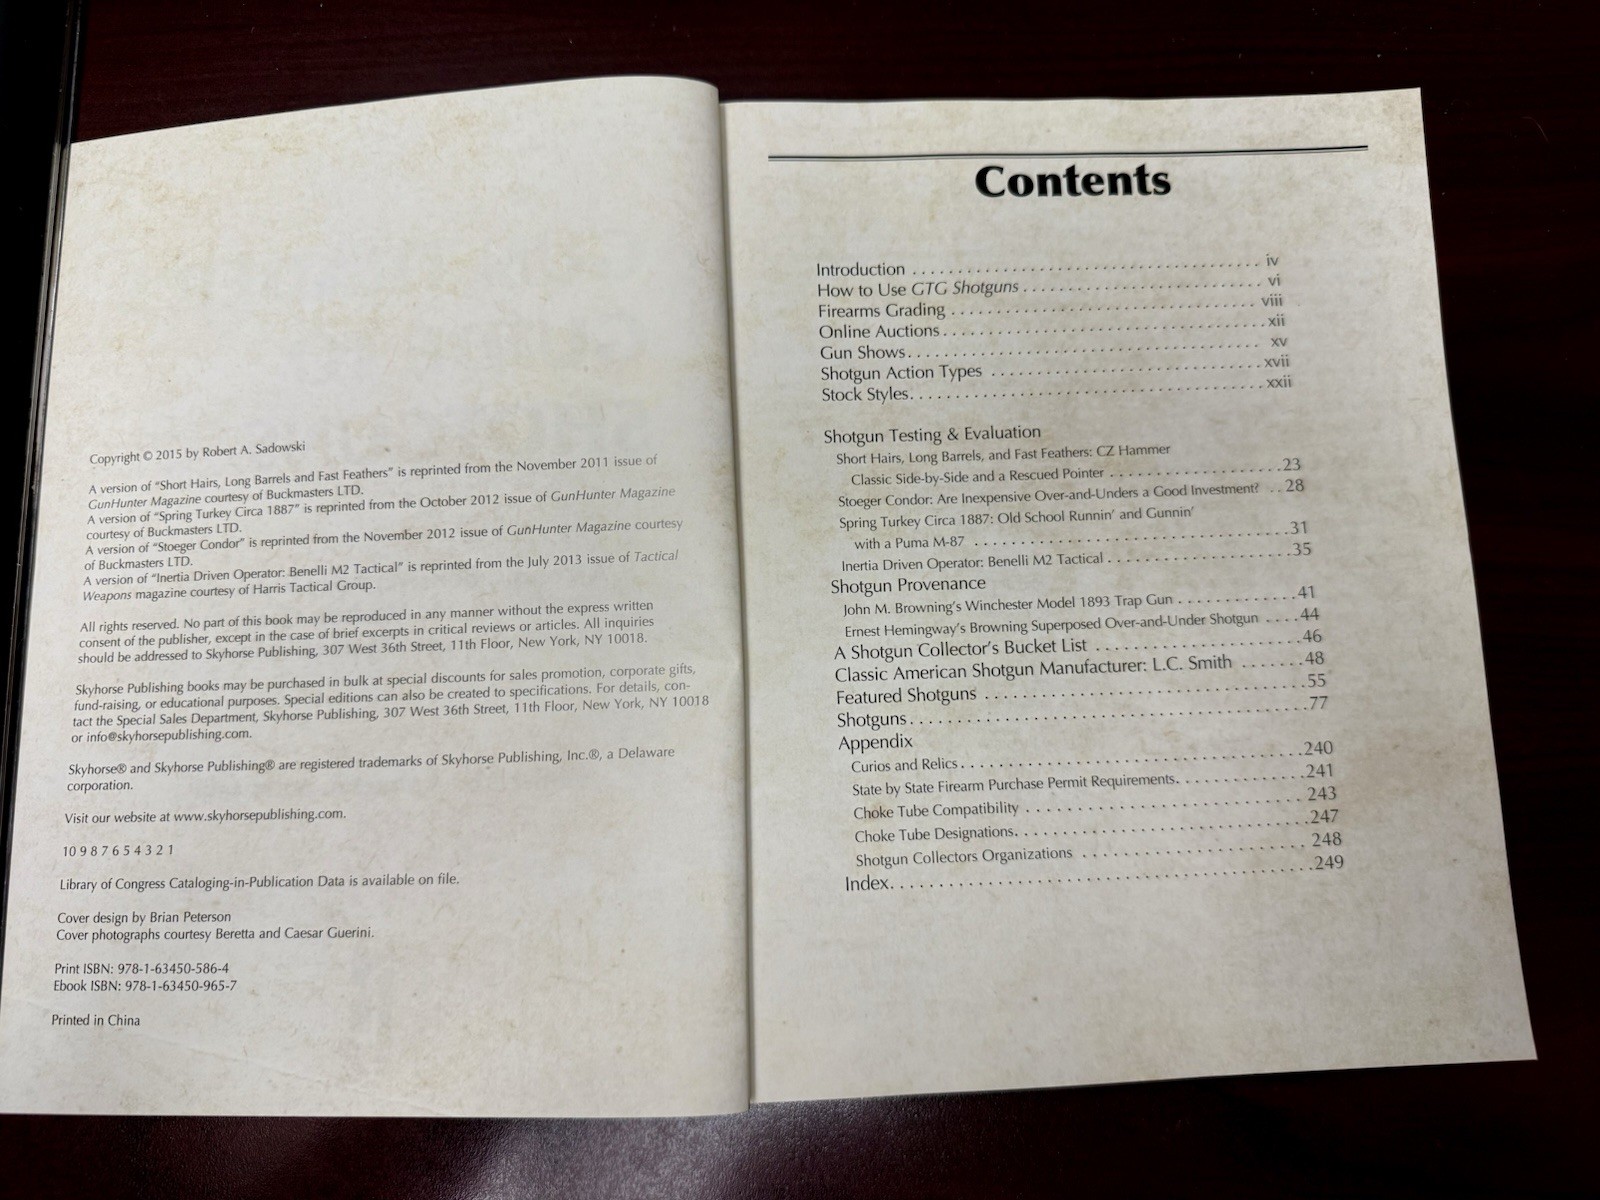 Copyright © 2015 by Robert A. Sadowski
A version of "Short Hairs, Long Barrels and Fast Feathers" is reprinted from the November 2011 issue of
GunHunter Magazine courtesy of Buckmasters LTD.
A version of "Spring Turkey Circa 1887" is reprinted from the October 2012 issue of GunHunter Magazine
courtesy of Buckmasters LTD.
A version of "Stoeger Condor" is reprinted from the November 2012 issue of GunHunter Magazine courtesy
of Buckmasters LTD.
A version of "Inertia Driven Operator: Benelli M2 Tactical" is reprinted from the July 2013 issue of Tactical
Weapons magazine courtesy of Harris Tactical Group.
All rights reserved. No part of this book may be reproduced in any manner without the express written
consent of the publisher, except in the case of brief excerpts in critical reviews or articles. All inquiries
should be addressed to Skyhorse Publishing, 307 West 36th Street, 11th Floor, New York, NY 10018.
Skyhorse Publishing books may be purchased in bulk at special discounts for sales promotion, corporate gifts,
fund-raising, or educational purposes. Special editions can also be created to specifications. For details, con-
tact the Special Sales Department, Skyhorse Publishing, 307 West 36th Street, 11th Floor, New York, NY 10018
or info@skyhorsepublishing.com.
Skyhorse® and Skyhorse Publishing® are registered trademarks of Skyhorse Publishing, Inc.®, a Delaware
corporation.
Visit our website at www.skyhorsepublishing.com.
10 9 8 7 6 5 4 3 2 1
Library of Congress Cataloging-in-Publication Data is available on file.
Cover design by Brian Peterson
Cover photographs courtesy Beretta and Caesar Guerini.
Print ISBN: 978-1-63450-586-4
Ebook ISBN: 978-1-63450-965-7
Printed in China
Contents
Introduction . . . . . . . . . . iv
How to Use GTG Shotguns . . . . . . . . . . vi
Firearms Grading . . . . . . . . . . viii
Online Auctions . . . . . . . . . . xii
Gun Shows . . . . . . . . . . xv
Shotgun Action Types . . . . . . . . . . xvii
Stock Styles . . . . . . . . . . xxii
Shotgun Testing & Evaluation
Short Hairs, Long Barrels, and Fast Feathers: CZ Hammer
Classic Side-by-Side and a Rescued Pointer . . . . . . . . . . 23
Stoeger Condor: Are Inexpensive Over-and-Unders a Good Investment? . . 28
Spring Turkey Circa 1887: Old School Runnin' and Gunnin'
with a Puma M-87 . . . . . . . . . . 31
Inertia Driven Operator: Benelli M2 Tactical . . . . . . . . . . 35
Shotgun Provenance
John M. Browning's Winchester Model 1893 Trap Gun . . . . . . . . . . 41
Ernest Hemingway's Browning Superposed Over-and-Under Shotgun . . . . 44
A Shotgun Collector's Bucket List . . . . . . . . . . 46
Classic American Shotgun Manufacturer: L.C. Smith . . . . . . . 48
Featured Shotguns . . . . . . . . . . 55
Shotguns . . . . . . . . . . 77
Appendix
Curios and Relics . . . . . . . . . . 240
State by State Firearm Purchase Permit Requirements . . . . . . . . . . 241
Choke Tube Compatibility . . . . . . . . . . 243
Choke Tube Designations . . . . . . . . . . 247
Shotgun Collectors Organizations . . . . . . . . . . 248
Index . . . . . . . . . . 249